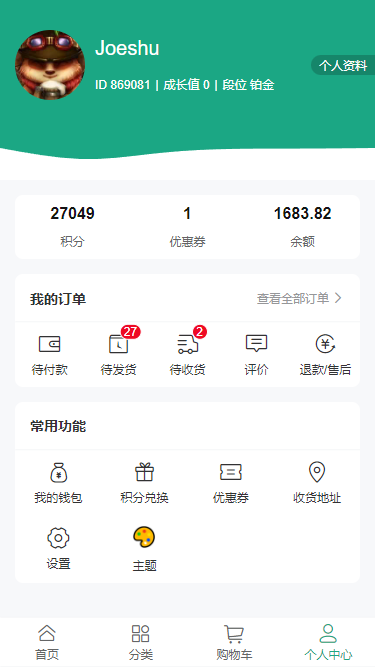 Joeshu
个人资料
ID 869081 | 成长值 0 | 段位 铂金
27049 1 1683.82
积分 优惠券 余额
我的订单 查看全部订单
27 2
待付款 待发货 待收货 评价 退款/售后
常用功能
我的钱包 积分兑换 优惠券 收货地址
设置 主题
首页 分类 购物车 个人中心